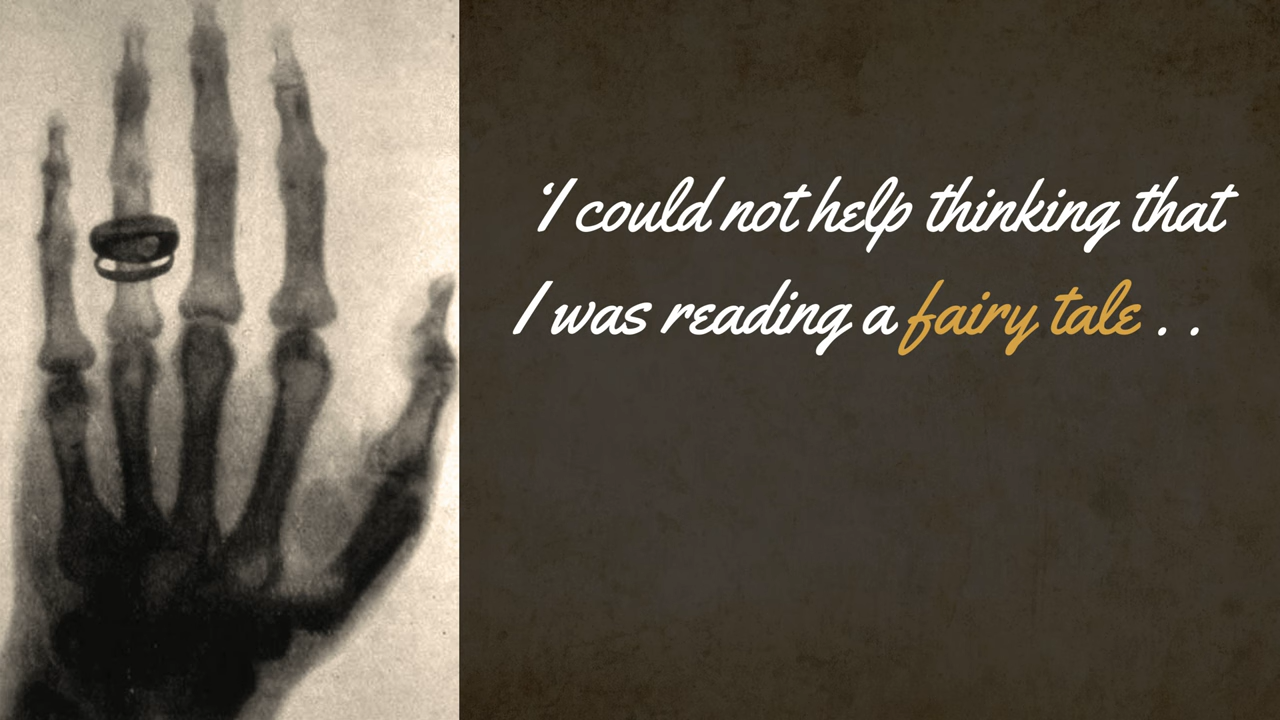 ‘I could not help thinking that
I was reading a fairy tale . .